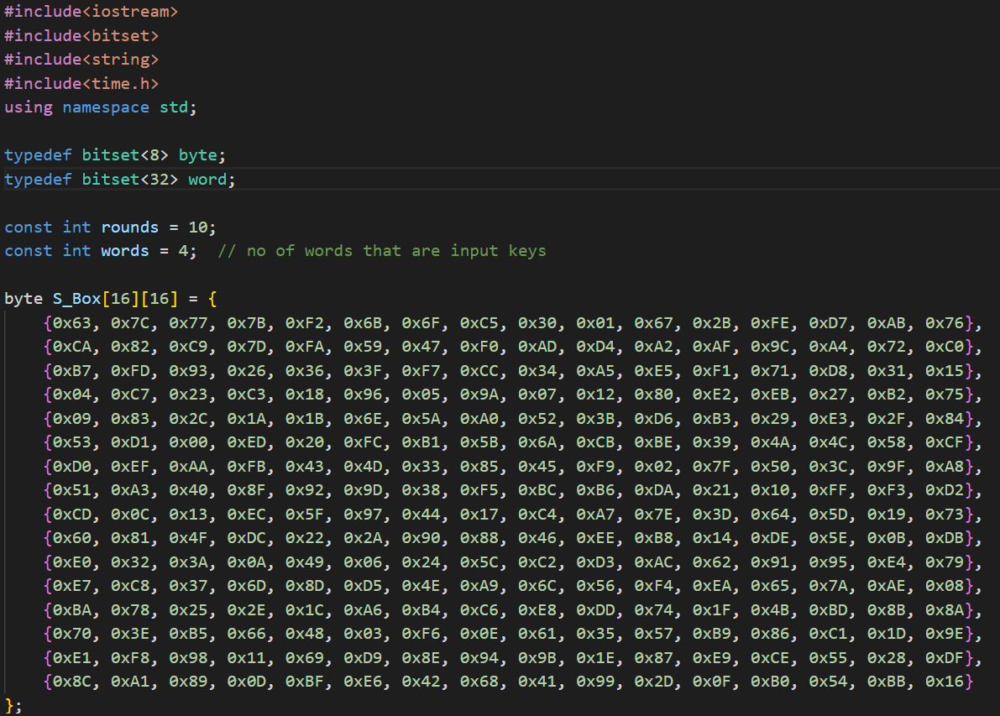 #include<iostream>
#include<bitset>
#include<string>
#include<time.h>
using namespace std;
typedef bitset<8> byte;
typedef bitset<32> word;
const int rounds = 10;
const int words = 4;  // no of words that are input keys
byte S_Box[16][16] = {
    {0x63, 0x7C, 0x77, 0x7B, 0xF2, 0x6B, 0x6F, 0xC5, 0x30, 0x01, 0x67, 0x2B, 0xFE, 0xD7, 0xAB, 0x76},
    {0xCA, 0x82, 0xC9, 0x7D, 0xFA, 0x59, 0x47, 0xF0, 0xAD, 0xD4, 0xA2, 0xAF, 0x9C, 0xA4, 0x72, 0xC0},
    {0xB7, 0xFD, 0x93, 0x26, 0x36, 0x3F, 0xF7, 0xCC, 0x34, 0xA5, 0xE5, 0xF1, 0x71, 0xD8, 0x31, 0x15},
    {0x04, 0xC7, 0x23, 0xC3, 0x18, 0x96, 0x05, 0x9A, 0x07, 0x12, 0x80, 0xE2, 0xEB, 0x27, 0xB2, 0x75},
    {0x09, 0x83, 0x2C, 0x1A, 0x1B, 0x6E, 0x5A, 0xA0, 0x52, 0x3B, 0xD6, 0xB3, 0x29, 0xE3, 0x2F, 0x84},
    {0x53, 0xD1, 0x00, 0xED, 0x20, 0xFC, 0xB1, 0x5B, 0x6A, 0xCB, 0xBE, 0x39, 0x4A, 0x4C, 0x58, 0xCF},
    {0xD0, 0xEF, 0xAA, 0xFB, 0x43, 0x4D, 0x33, 0x85, 0x45, 0xF9, 0x02, 0x7F, 0x50, 0x3C, 0x9F, 0xA8},
    {0x51, 0xA3, 0x40, 0x8F, 0x92, 0x9D, 0x38, 0xF5, 0xBC, 0xB6, 0xDA, 0x21, 0x10, 0xFF, 0xF3, 0xD2},
    {0xCD, 0x0C, 0x13, 0xEC, 0x5F, 0x97, 0x44, 0x17, 0xC4, 0xA7, 0x7E, 0x3D, 0x64, 0x5D, 0x19, 0x73},
    {0x60, 0x81, 0x4F, 0xDC, 0x22, 0x2A, 0x90, 0x88, 0x46, 0xEE, 0xB8, 0x14, 0xDE, 0x5E, 0x0B, 0xDB},
    {0xE0, 0x32, 0x3A, 0x0A, 0x49, 0x06, 0x24, 0x5C, 0xC2, 0xD3, 0xAC, 0x62, 0x91, 0x95, 0xE4, 0x79},
    {0xE7, 0xC8, 0x37, 0x6D, 0x8D, 0xD5, 0x4E, 0xA9, 0x6C, 0x56, 0xF4, 0xEA, 0x65, 0x7A, 0xAE, 0x08},
    {0xBA, 0x78, 0x25, 0x2E, 0x1C, 0xA6, 0xB4, 0xC6, 0xE8, 0xDD, 0x74, 0x1F, 0x4B, 0xBD, 0x8B, 0x8A},
    {0x70, 0x3E, 0xB5, 0x66, 0x48, 0x03, 0xF6, 0x0E, 0x61, 0x35, 0x57, 0xB9, 0x86, 0xC1, 0x1D, 0x9E},
    {0xE1, 0xF8, 0x98, 0x11, 0x69, 0xD9, 0x8E, 0x94, 0x9B, 0x1E, 0x87, 0xE9, 0xCE, 0x55, 0x28, 0xDF},
    {0x8C, 0xA1, 0x89, 0x0D, 0xBF, 0xE6, 0x42, 0x68, 0x41, 0x99, 0x2D, 0x0F, 0xB0, 0x54, 0xBB, 0x16}
};